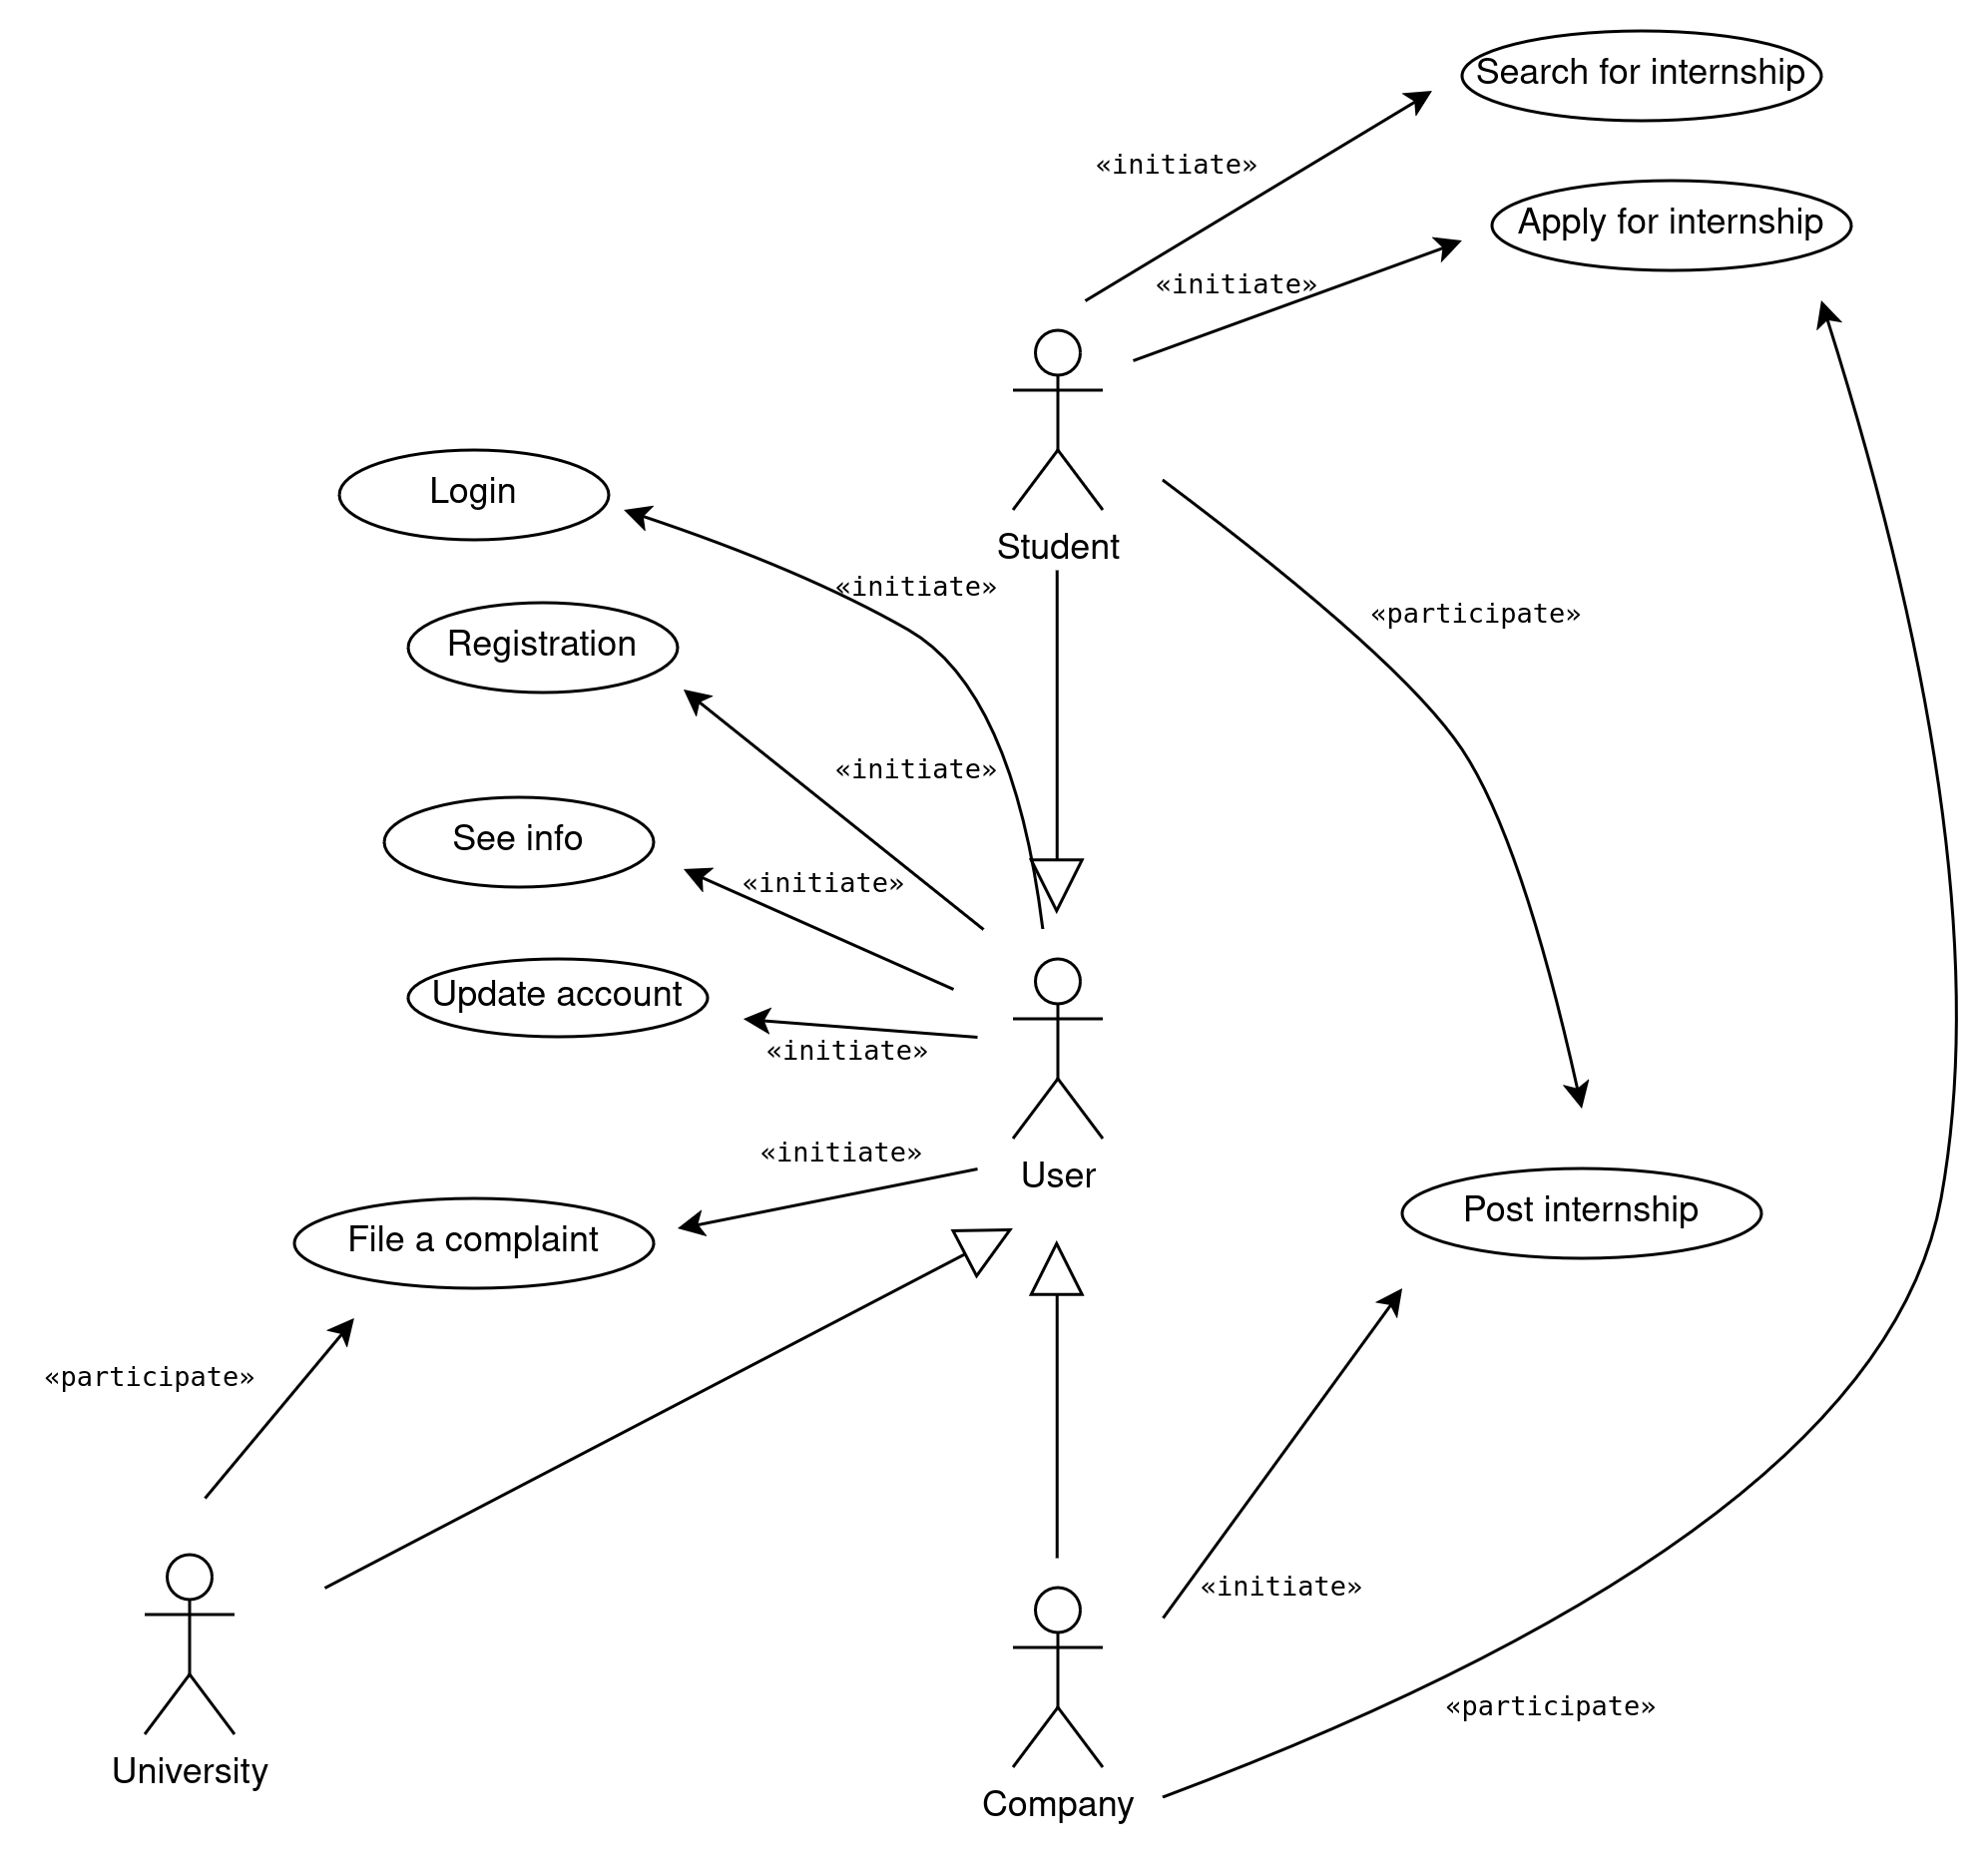 Search for internship
«initiate»
Apply for internship
«initiate»
Login
Student
«initiate»
«participate»
Registration
«initiate»
See info
«initiate»
Update account
«initiate»
«initiate»
User
Post internship
File a complaint
«participate»
«initiate»
«participate»
University
Company